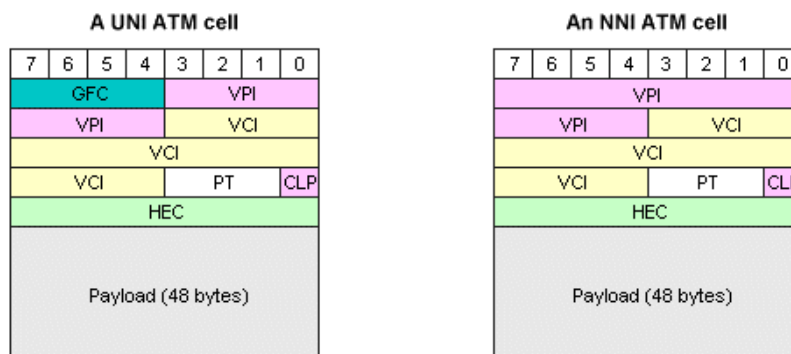 A UNI ATM cell
7 6 5 4 3 2 1 0
GFC VPI
VPI VCI
VCI
VCI PT CLP
HEC
Payload (48 bytes)
An NNI ATM cell
7 6 5 4 3 2 1 0
VPI
VPI VCI
VCI
VCI PT CL
HEC
Payload (48 bytes)